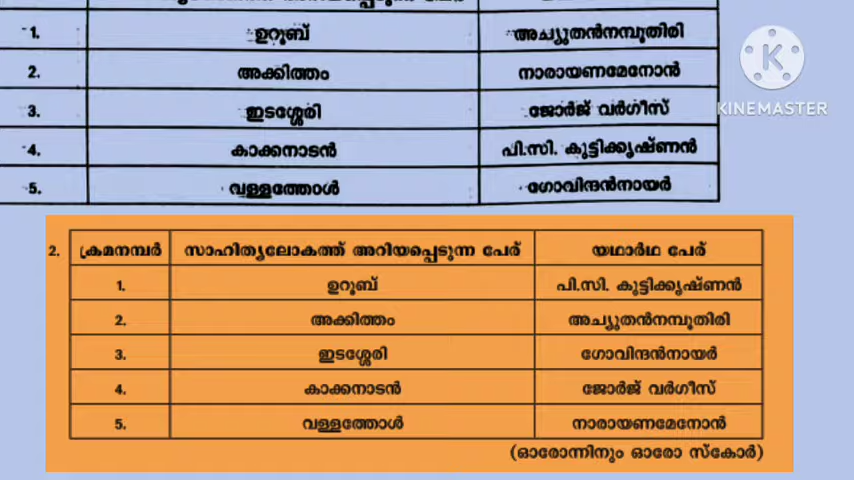 1. ഉറൂബ് അച്യുതൻനമ്പൂതിരി
2. അക്കിത്തം നാരായണമേനോൻ
3. ഇടശ്ശേരി ജോർജ് വർഗീസ്
4. കാക്കനാടൻ പി.സി. കുട്ടിക്കൃഷ്ണൻ
5. വള്ളത്തോൾ ഗോവിന്ദൻനായർ
K
KINEMASTER
2. ക്രമനമ്പർ സാഹിത്യലോകത്ത് അറിയപ്പെടുന്ന പേര് യഥാർഥ പേര്
1. ഉറൂബ് പി.സി. കുട്ടിക്കൃഷ്ണൻ
2. അക്കിത്തം അച്യുതൻനമ്പൂതിരി
3. ഇടശ്ശേരി ഗോവിന്ദൻനായർ
4. കാക്കനാടൻ ജോർജ് വർഗീസ്
5. വള്ളത്തോൾ നാരായണമേനോൻ
(ഓരോന്നിനും ഓരോ സ്കോർ)